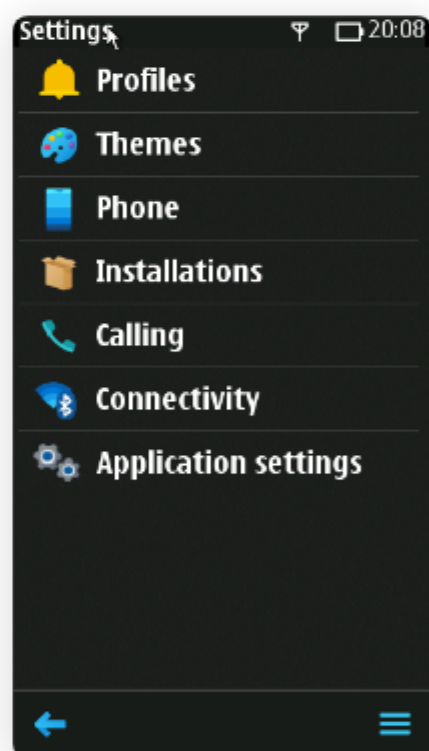 Settings 20:08
Profiles
Themes
Phone
Installations
Calling
Connectivity
Application settings